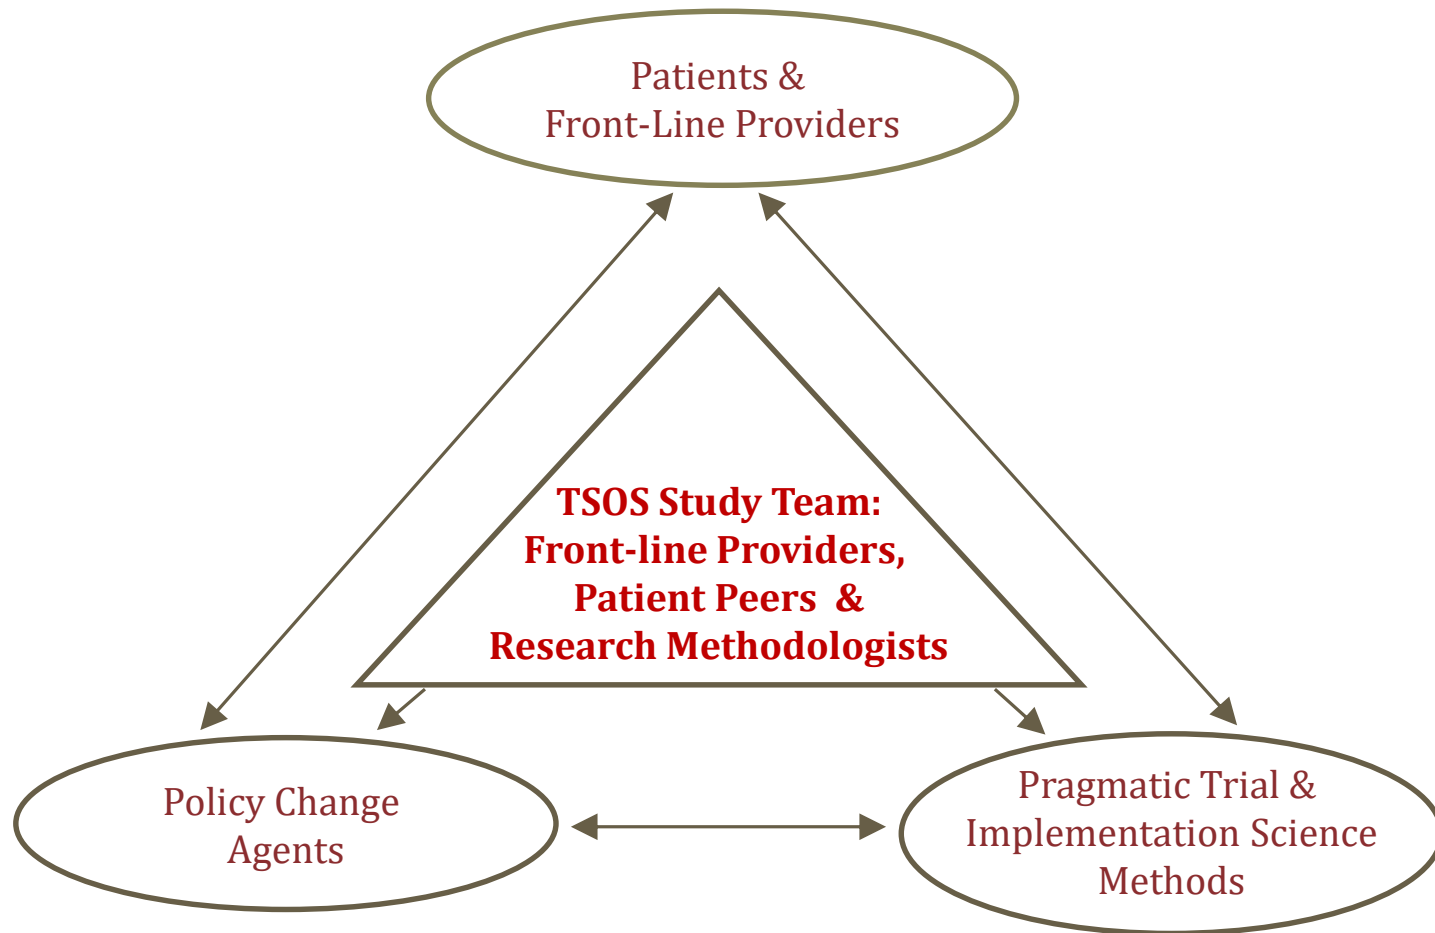 Patients &
Front-Line Providers
TSOS Study Team:
Front-line Providers,
Patient Peers &
Research Methodologists
Policy Change
Agents
Pragmatic Trial &
Implementation Science
Methods